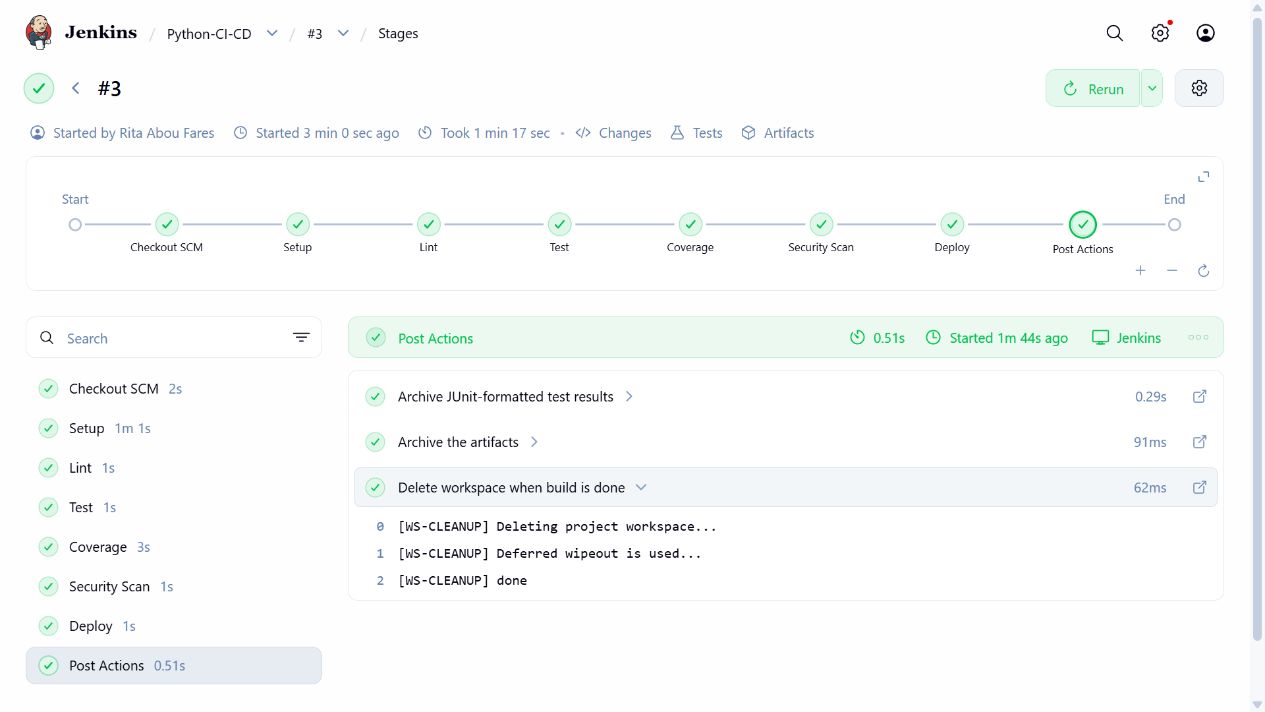 Jenkins / Python-CI-CD / #3 / Stages
#3
Rerun
Started by Rita Abou Fares Started 3 min 0 sec ago Took 1 min 17 sec • Changes Tests Artifacts
Start End
Checkout SCM Setup Lint Test Coverage Security Scan Deploy Post Actions
Search
Checkout SCM 2s
Setup 1m 1s
Lint 1s
Test 1s
Coverage 3s
Security Scan 1s
Deploy 1s
Post Actions 0.51s
Post Actions 0.51s Started 1m 44s ago Jenkins
Archive JUnit-formatted test results 0.29s
Archive the artifacts 91ms
Delete workspace when build is done 62ms
0 [WS-CLEANUP] Deleting project workspace...
1 [WS-CLEANUP] Deferred wipeout is used...
2 [WS-CLEANUP] done